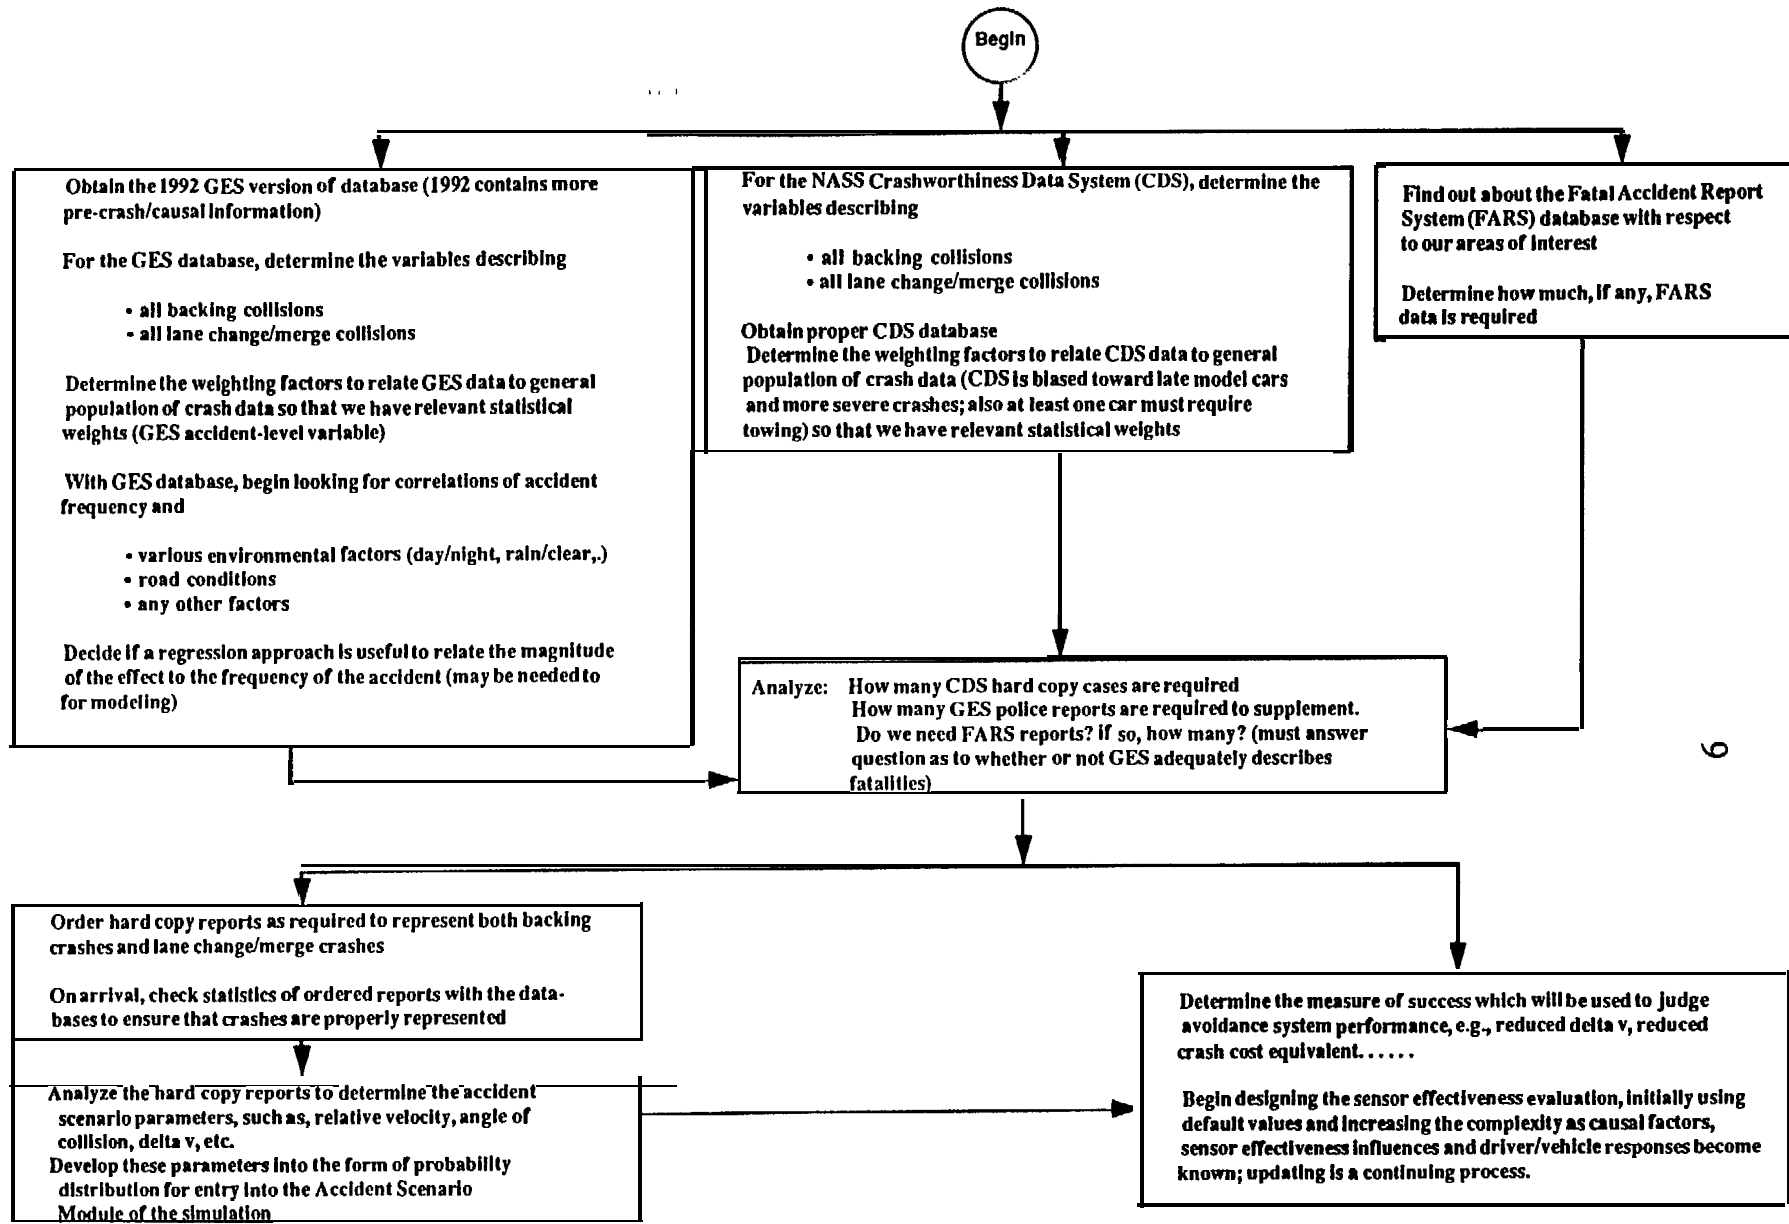 Begin
Obtain the 1992 GES version of database (1992 contains more
pre-crash/causal information)
For the GES database, determine the variables describing
• all backing collisions
• all lane change/merge collisions
Determine the weighting factors to relate GES data to general
population of crash data so that we have relevant statistical
weights (GES accident-level variable)
With GES database, begin looking for correlations of accident
frequency and
• various environmental factors (day/night, rain/clear,.)
• road conditions
• any other factors
Decide if a regression approach is useful to relate the magnitude
of the effect to the frequency of the accident (may be needed to
for modeling)
For the NASS Crashworthiness Data System (CDS), determine the
variables describing
• all backing collisions
• all lane change/merge collisions
Obtain proper CDS database
Determine the weighting factors to relate CDS data to general
population of crash data (CDS is biased toward late model cars
and more severe crashes; also at least one car must require
towing) so that we have relevant statistical weights
Find out about the Fatal Accident Report
System (FARS) database with respect
to our areas of interest
Determine how much, if any, FARS
data is required
Analyze: How many CDS hard copy cases are required
How many GES police reports are required to supplement.
Do we need FARS reports? if so, how many? (must answer
question as to whether or not GES adequately describes
fatalities)
9
Order hard copy reports as required to represent both backing
crashes and lane change/merge crashes
On arrival, check statistics of ordered reports with the data-
bases to ensure that crashes are properly represented
Analyze the hard copy reports to determine the accident
scenario parameters, such as, relative velocity, angle of
collision, delta v, etc.
Develop these parameters into the form of probability
distribution for entry into the Accident Scenario
Module of the simulation
Determine the measure of success which will be used to judge
avoidance system performance, e.g., reduced delta v, reduced
crash cost equivalent......
Begin designing the sensor effectiveness evaluation, initially using
default values and increasing the complexity as causal factors,
sensor effectiveness influences and driver/vehicle responses become
known; updating is a continuing process.